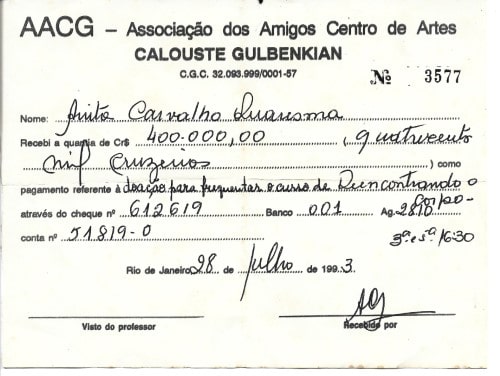 AACG - Associação dos Amigos Centro de Artes
CALOUSTE GULBENKIAN
C.G.C. 32.093.999/0001-57
Nº 3577
Nome: Anita Carvalho Quaresma
Recebi a quantia de Cr$ 400.000,00 (quatrocento
mil Cruzeiros) como
pagamento referente à doação para frequentar o curso de Reencontrando o
Corpo-
através do cheque nº 612619 Banco 001 Ag. 2810
conta nº 51819-0 3ª e 5ª/16:30
Rio de Janeiro, 28 de julho de 1993.
Visto do professor Recebido por